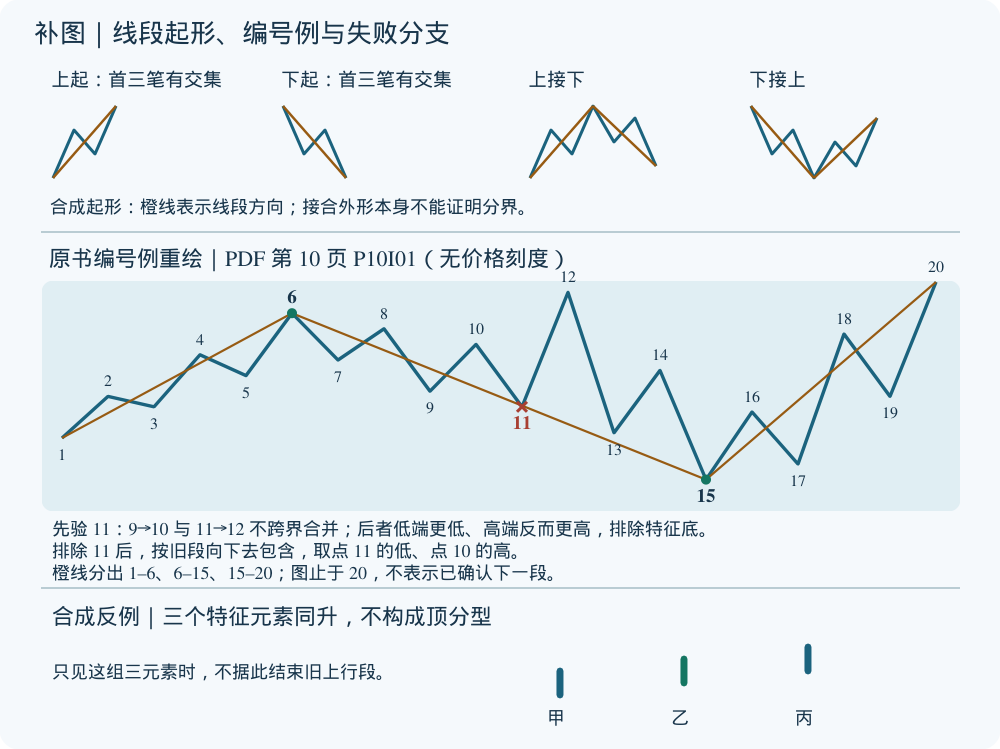 补图｜线段起形、编号例与失败分支
上起：首三笔有交集
下起：首三笔有交集
上接下
下接上
合成起形：橙线表示线段方向；接合外形本身不能证明分界。
原书编号例重绘｜PDF 第 10 页 P10I01（无价格刻度）
1
2
3
4
5
6
7
8
9
10
11
12
13
14
15
16
17
18
19
20
先验 11：9→10 与 11→12 不跨界合并；后者低端更低、高端反而更高，排除特征底。
排除 11 后，按旧段向下去包含，取点 11 的低、点 10 的高。
橙线分出 1–6、6–15、15–20；图止于 20，不表示已确认下一段。
合成反例｜三个特征元素同升，不构成顶分型
只见这组三元素时，不据此结束旧上行段。
甲
乙
丙